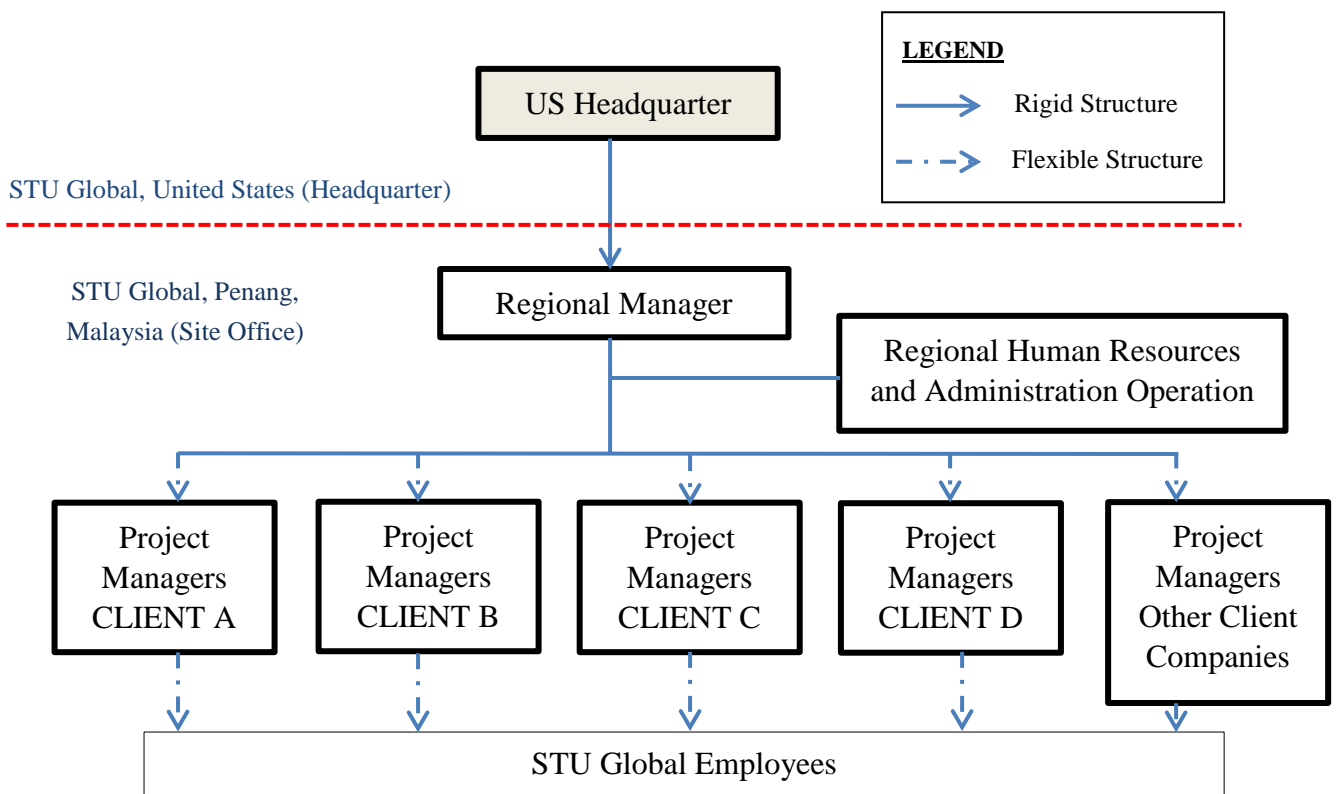 LEGEND
Rigid Structure
Flexible Structure
US Headquarter
STU Global, United States (Headquarter)
STU Global, Penang,
Malaysia (Site Office)
Regional Manager
Regional Human Resources
and Administration Operation
Project
Managers
CLIENT A
Project
Managers
CLIENT B
Project
Managers
CLIENT C
Project
Managers
CLIENT D
Project
Managers
Other Client
Companies
STU Global Employees